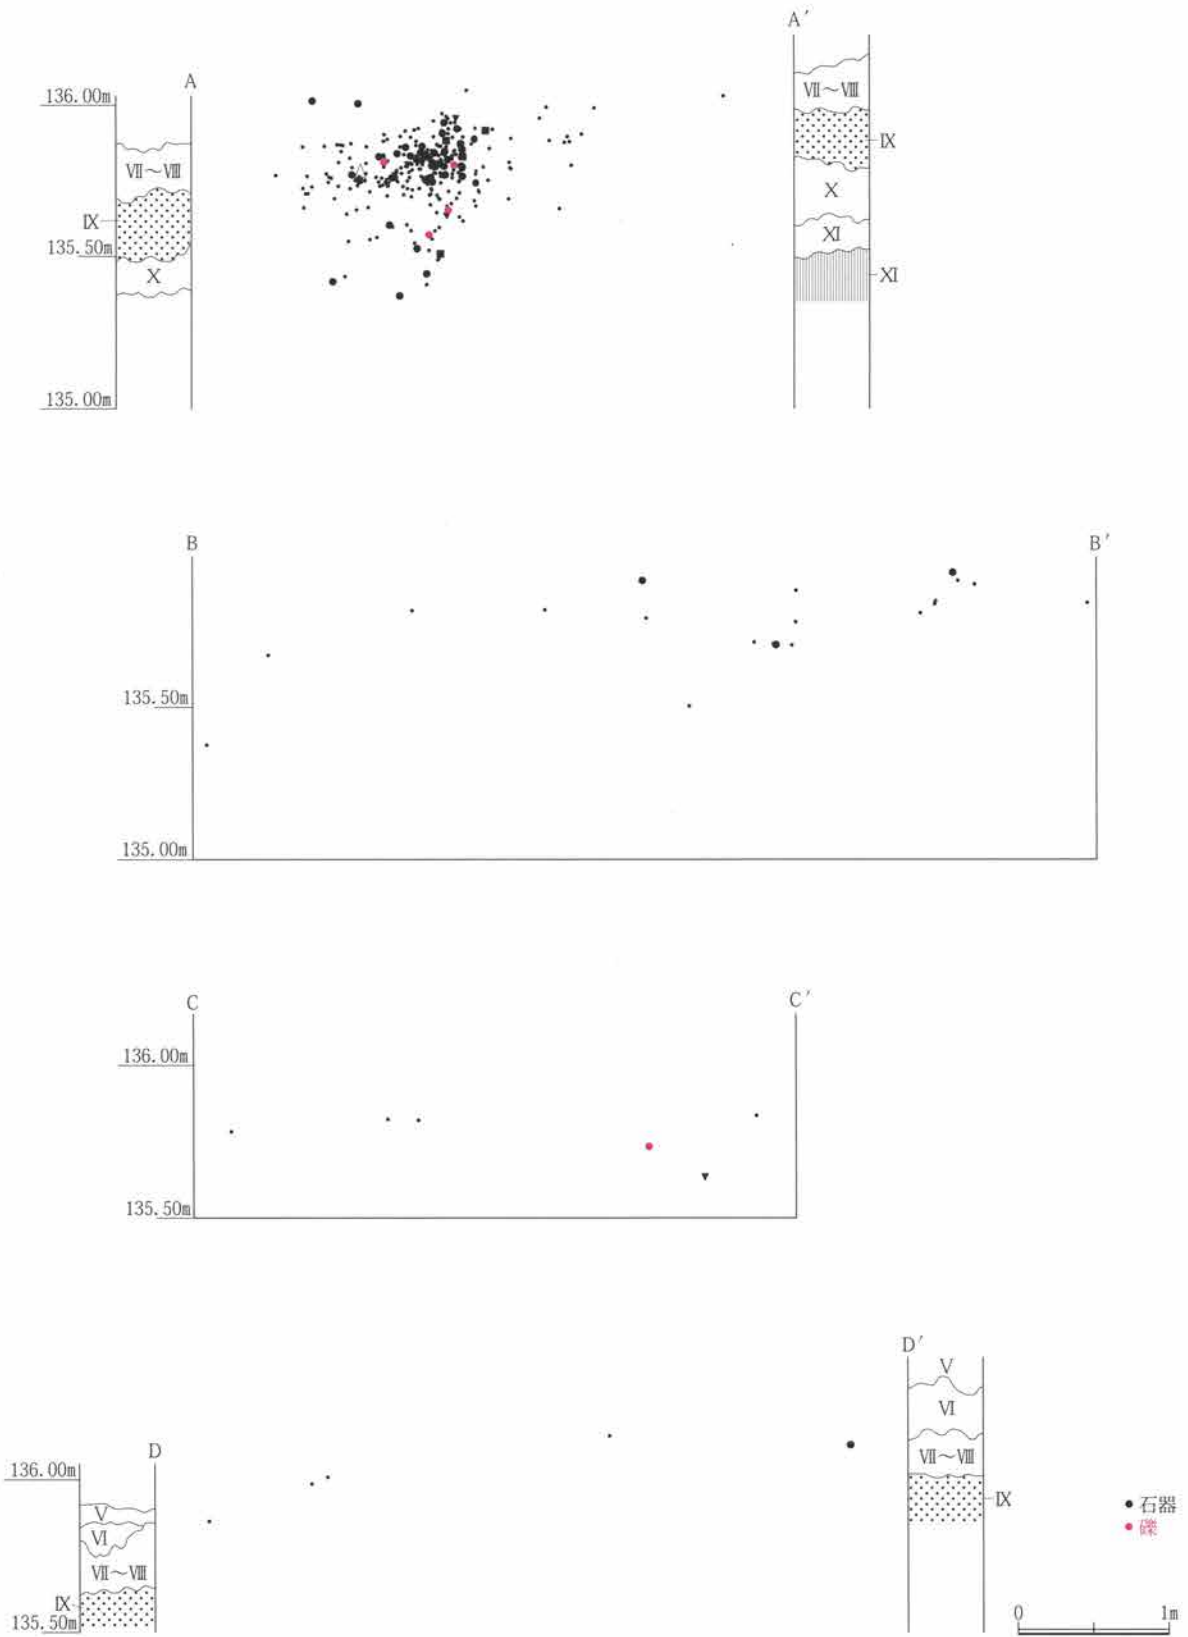 A
A′
136.00m
Ⅶ～Ⅷ
Ⅸ
135.50m
Ⅹ
135.00m
Ⅶ～Ⅷ
Ⅸ
Ⅹ
Ⅺ
Ⅺ
B
B′
135.50m
135.00m
C
C′
136.00m
135.50m
D
D′
136.00m
Ⅴ
Ⅵ
Ⅶ～Ⅷ
Ⅸ
135.50m
Ⅴ
Ⅵ
Ⅶ～Ⅷ
Ⅸ
石器
礫
0 1m